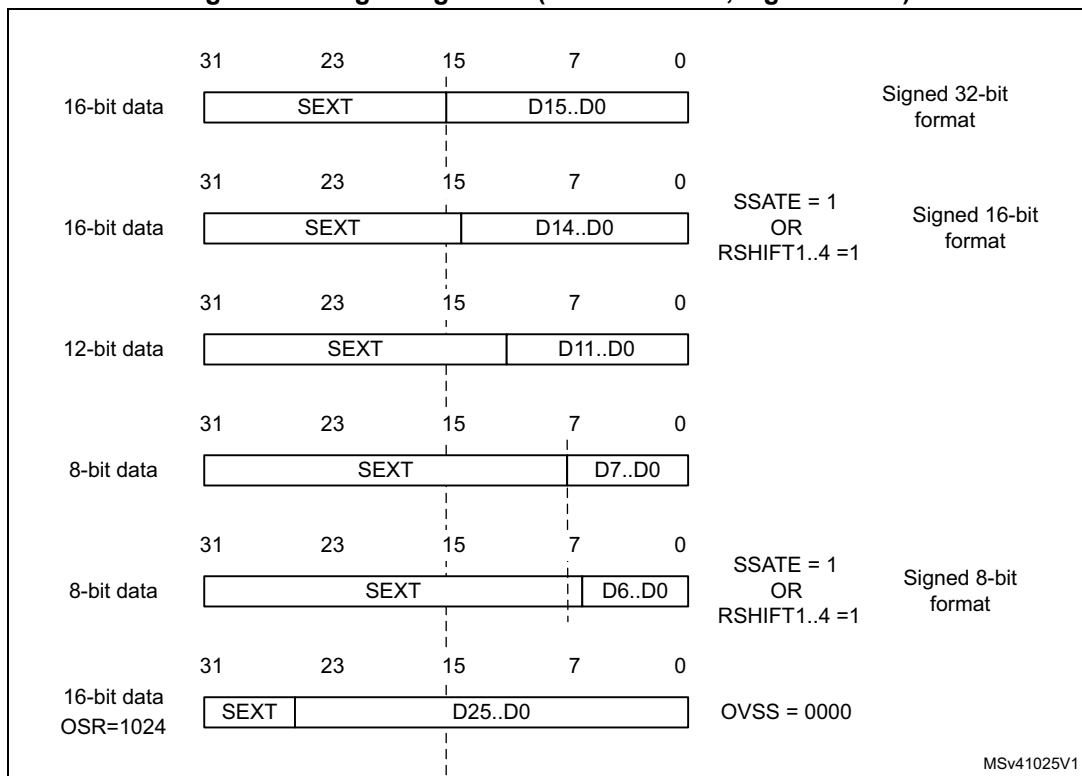 31 23 15 7 0
16-bit data SEXT D15..D0 Signed 32-bit
format
31 23 15 7 0
16-bit data SEXT D14..D0 SSATE = 1
OR
RSHIFT1..4 =1
Signed 16-bit
format
31 23 15 7 0
12-bit data SEXT D11..D0
31 23 15 7 0
8-bit data SEXT D7..D0
31 23 15 7 0
8-bit data SEXT D6..D0 SSATE = 1
OR
RSHIFT1..4 =1
Signed 8-bit
format
31 23 15 7 0
16-bit data
OSR=1024
SEXT D25..D0 OVSS = 0000
MSv41025V1